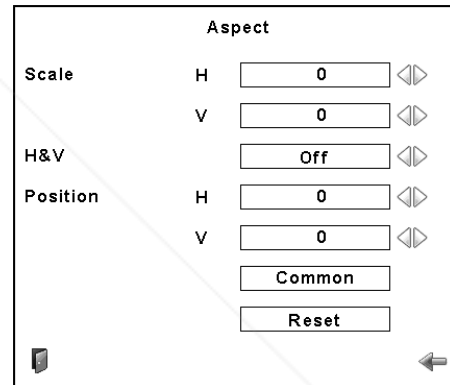 Aspect
Scale H 0
V 0
H&V Off
Position H 0
V 0
Common
Reset